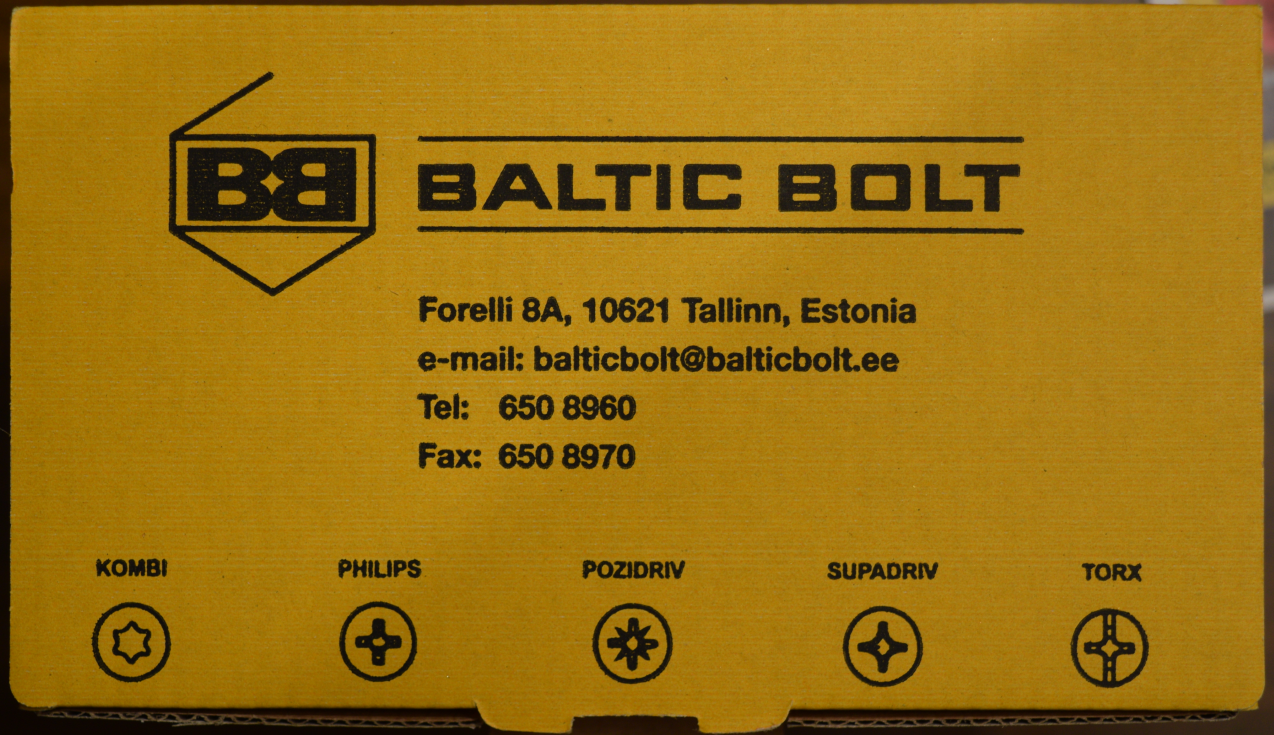 BB
BALTIC BOLT
Forelli 8A, 10621 Tallinn, Estonia
e-mail: balticbolt@balticbolt.ee
Tel: 650 8960
Fax: 650 8970
KOMBI PHILIPS POZIDRIV SUPADRIV TORX